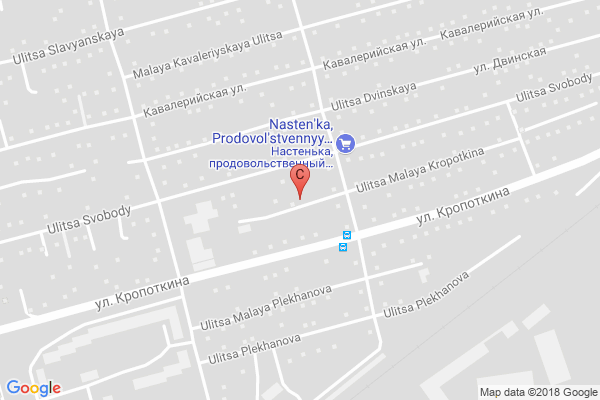 Ulitsa Slavyanskaya
Malaya Kavaleriyskaya Ulitsa
Кавалерийская ул.
Кавалерийская ул.
ул. Двинская
Ulitsa Dvinskaya
Ulitsa Svobody
Nasten'ka,
Prodovol'stvennyy…
Настенька,
продовольственный…
C
Ulitsa Malaya Kropotkina
Ulitsa Svobody
ул. Кропоткина
ул. Кропоткина
Ulitsa Malaya Plekhanova
Ulitsa Plekhanova
Ulitsa Plekhanova
Google
Map data ©2018 Google